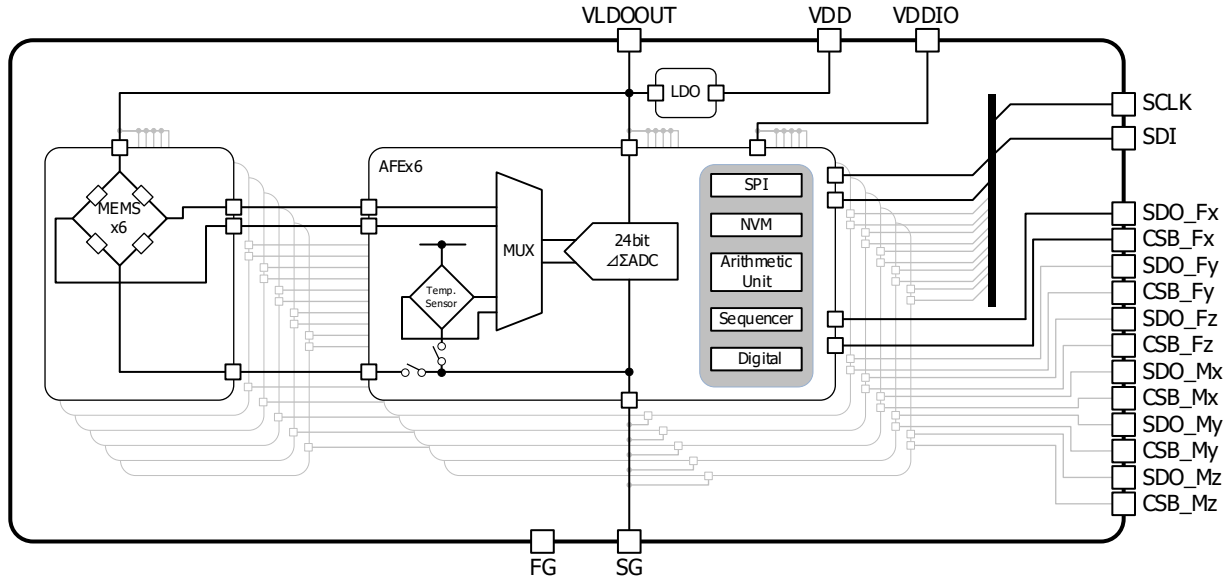 VLDOOUT
VDD
VDDIO
LDO
SCLK
SDI
AFEx6
MEMS
x6
MUX
24bit
⊿ΣADC
Temp.
Sensor
SPI
NVM
Arithmetic
Unit
Sequencer
Digital
SDO_Fx
CSB_Fx
SDO_Fy
CSB_Fy
SDO_Fz
CSB_Fz
SDO_Mx
CSB_Mx
SDO_My
CSB_My
SDO_Mz
CSB_Mz
FG
SG